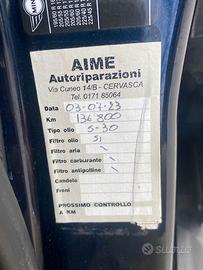 MINI
AIME
Autoriparazioni
Via Cuneo 14/B - CERVASCA
Tel. 0171 85064
Data 03-07-23
Km 136800
Tipo olio 5-30
Filtro olio Si
Filtro aria \
Filtro carburante \
Filtro antipolline \
Candele
Freni
PROSSIMO CONTROLLO
A KM
Subito